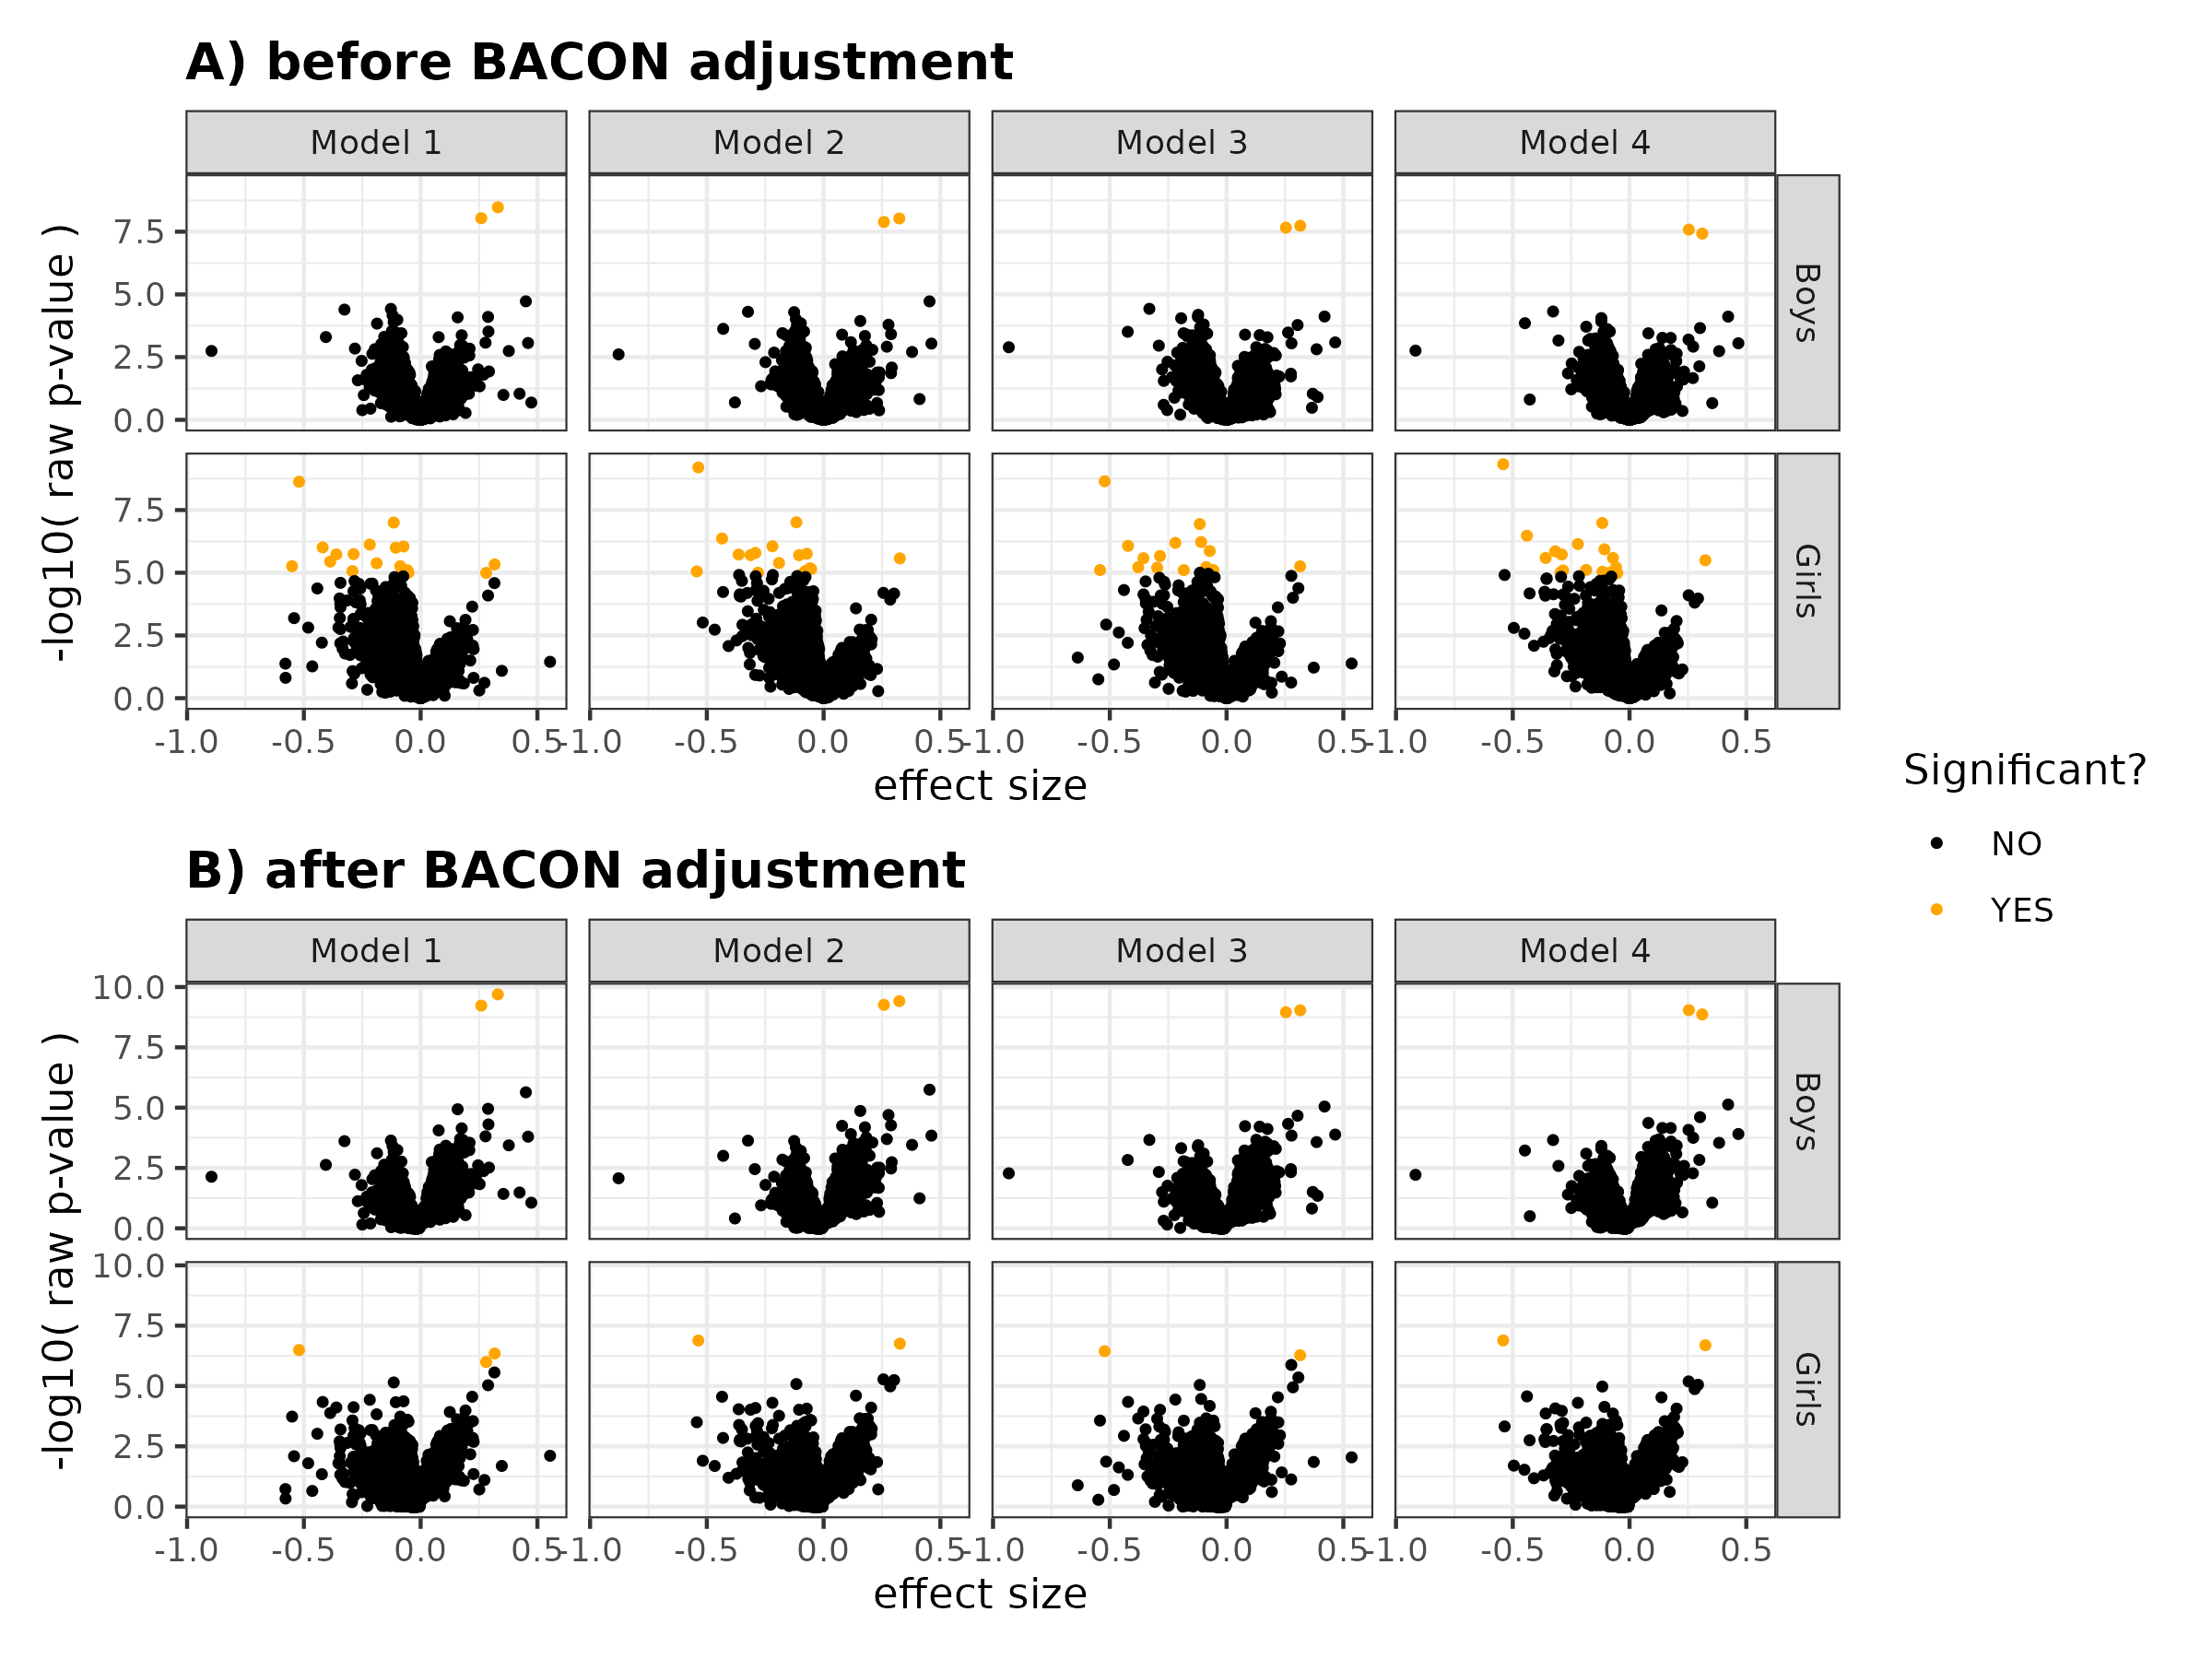 A) before BACON adjustment
Model 1 Model 2 Model 3 Model 4
-log10( raw p-value )
7.5
5.0
2.5
0.0
Boys
7.5
5.0
2.5
0.0
Girls
-1.0 -0.5 0.0 0.5 -1.0 -0.5 0.0 0.5 -1.0 -0.5 0.0 0.5 -1.0 -0.5 0.0 0.5
effect size
Significant?
NO
YES
B) after BACON adjustment
Model 1 Model 2 Model 3 Model 4
-log10( raw p-value )
10.0
7.5
5.0
2.5
0.0
Boys
10.0
7.5
5.0
2.5
0.0
Girls
-1.0 -0.5 0.0 0.5 -1.0 -0.5 0.0 0.5 -1.0 -0.5 0.0 0.5 -1.0 -0.5 0.0 0.5
effect size